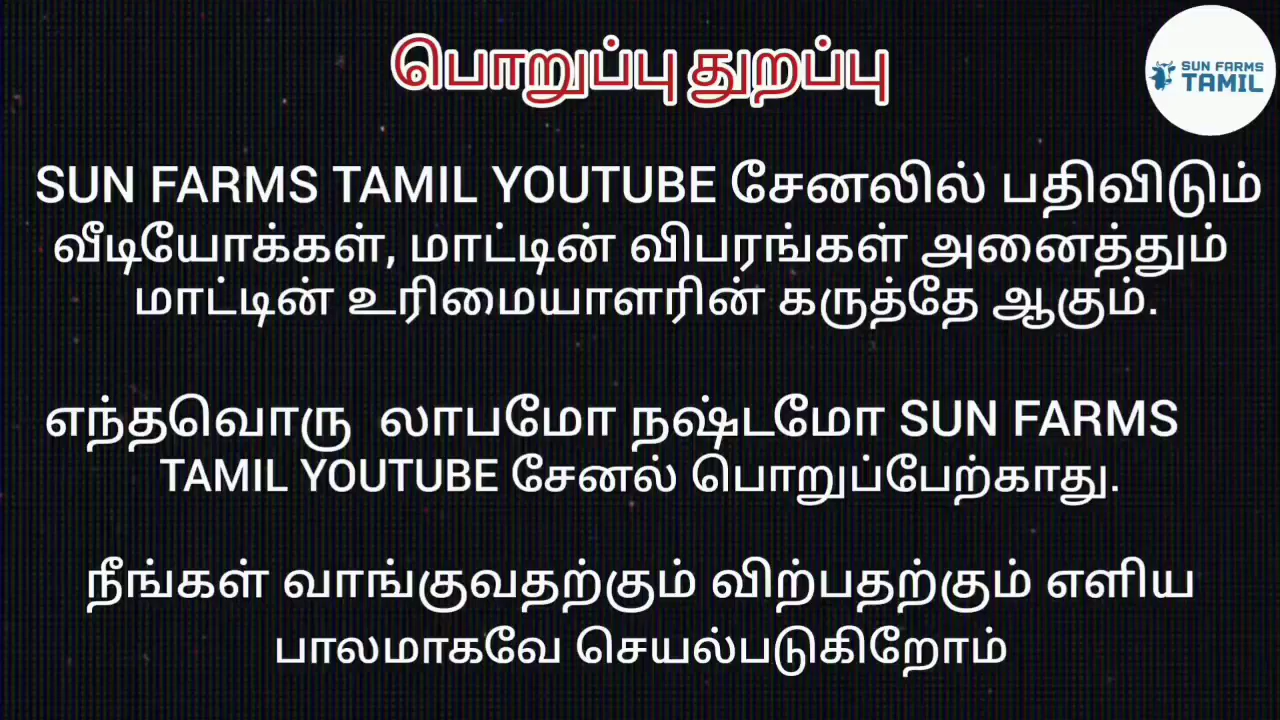 பொறுப்பு துறப்பு
SUN FARMS
TAMIL
SUN FARMS TAMIL YOUTUBE சேனலில் பதிவிடும்
வீடியோக்கள், மாட்டின் விபரங்கள் அனைத்தும்
மாட்டின் உரிமையாளரின் கருத்தே ஆகும்.
எந்தவொரு லாபமோ நஷ்டமோ SUN FARMS
TAMIL YOUTUBE சேனல் பொறுப்பேற்காது.
நீங்கள் வாங்குவதற்கும் விற்பதற்கும் எளிய
பாலமாகவே செயல்படுகிறோம்